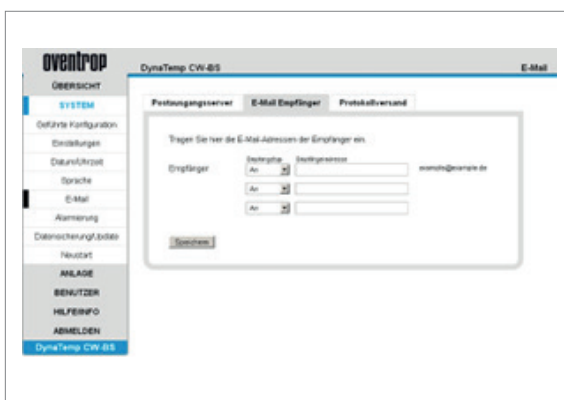 oventrop
DynaTemp CW-BS
E-Mail
ÜBERSICHT
SYSTEM
Geführte Konfiguration
Einstellungen
Datum/Uhrzeit
Sprache
E-Mail
Alarmierung
Datensicherung/Update
Neustart
ANLAGE
BENUTZER
HILFE/INFO
ABMELDEN
DynaTemp CW-BS
Postausgangsserver
E-Mail Empfänger
Protokollversand
Tragen Sie hier die E-Mail-Adressen der Empfänger ein.
Empfangstyp
Empfängeradresse
Empfänger
An
example@example.de
An
An
Speichern